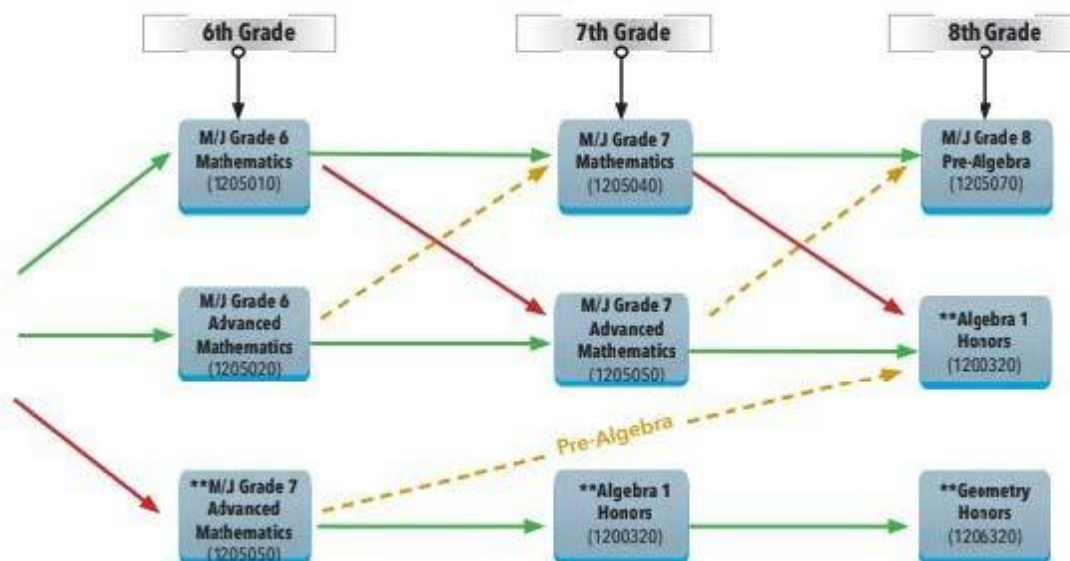 6th Grade
7th Grade
8th Grade
M/J Grade 6
Mathematics
(1205010)
M/J Grade 7
Mathematics
(1205040)
M/J Grade 8
Pre-Algebra
(1205070)
M/J Grade 6
Advanced
Mathematics
(1205020)
M/J Grade 7
Advanced
Mathematics
(1205050)
**Algebra 1
Honors
(1200320)
Pre-Algebra
**M/J Grade 7
Advanced
Mathematics
(1205050)
**Algebra 1
Honors
(1200320)
**Geometry
Honors
(1206320)